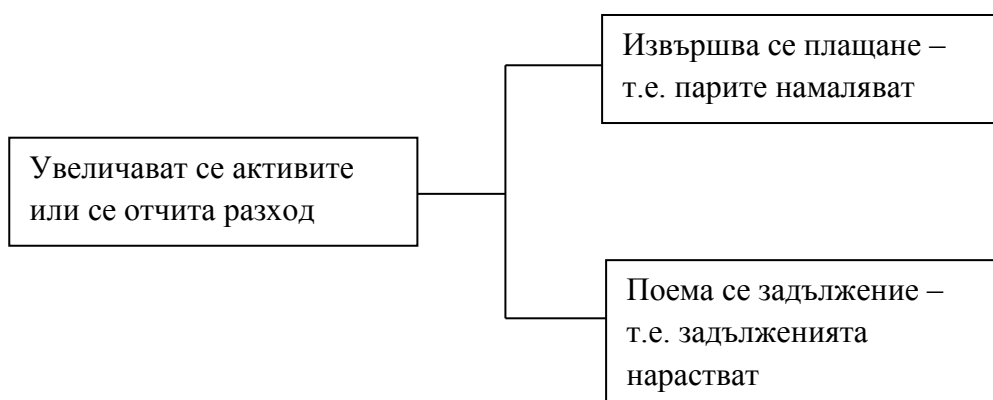 Извършва се плащане –
т.е. парите намаляват
Увеличават се активите
или се отчита разход
Поема се задължение –
т.е. задълженията
нарастват